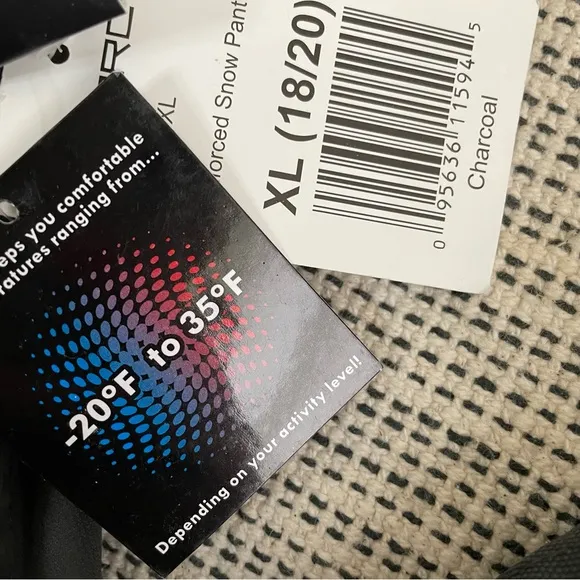 orced Snow Pant
XL
XL (18/20)
0 95636 11594 5
Charcoal
eps you comfortable
ratures ranging from...
-20°F to 35°F
Depending on your activity level!